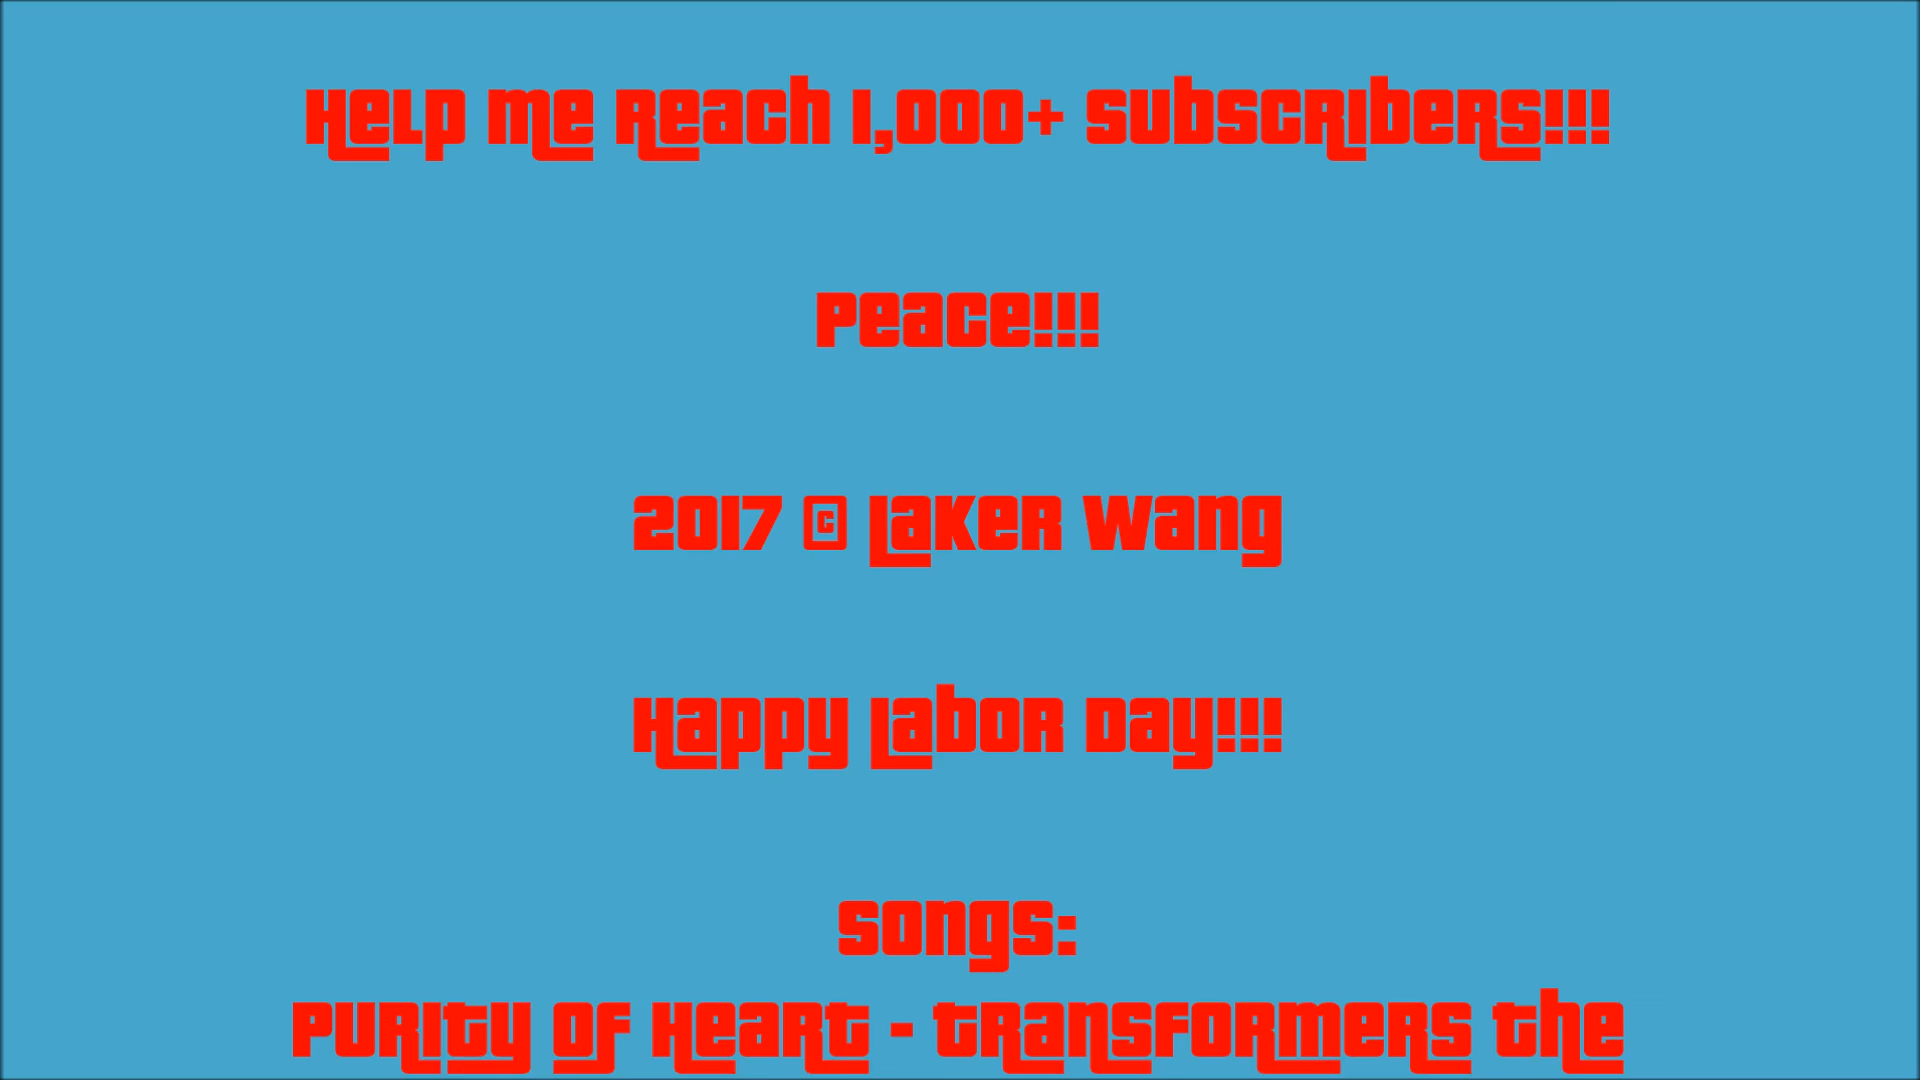 Help me Reach 1,000+ Subscribers!!!
Peace!!!
2017 © Laker Wang
Happy Labor Day!!!
Songs:
Purity of Heart - Transformers The